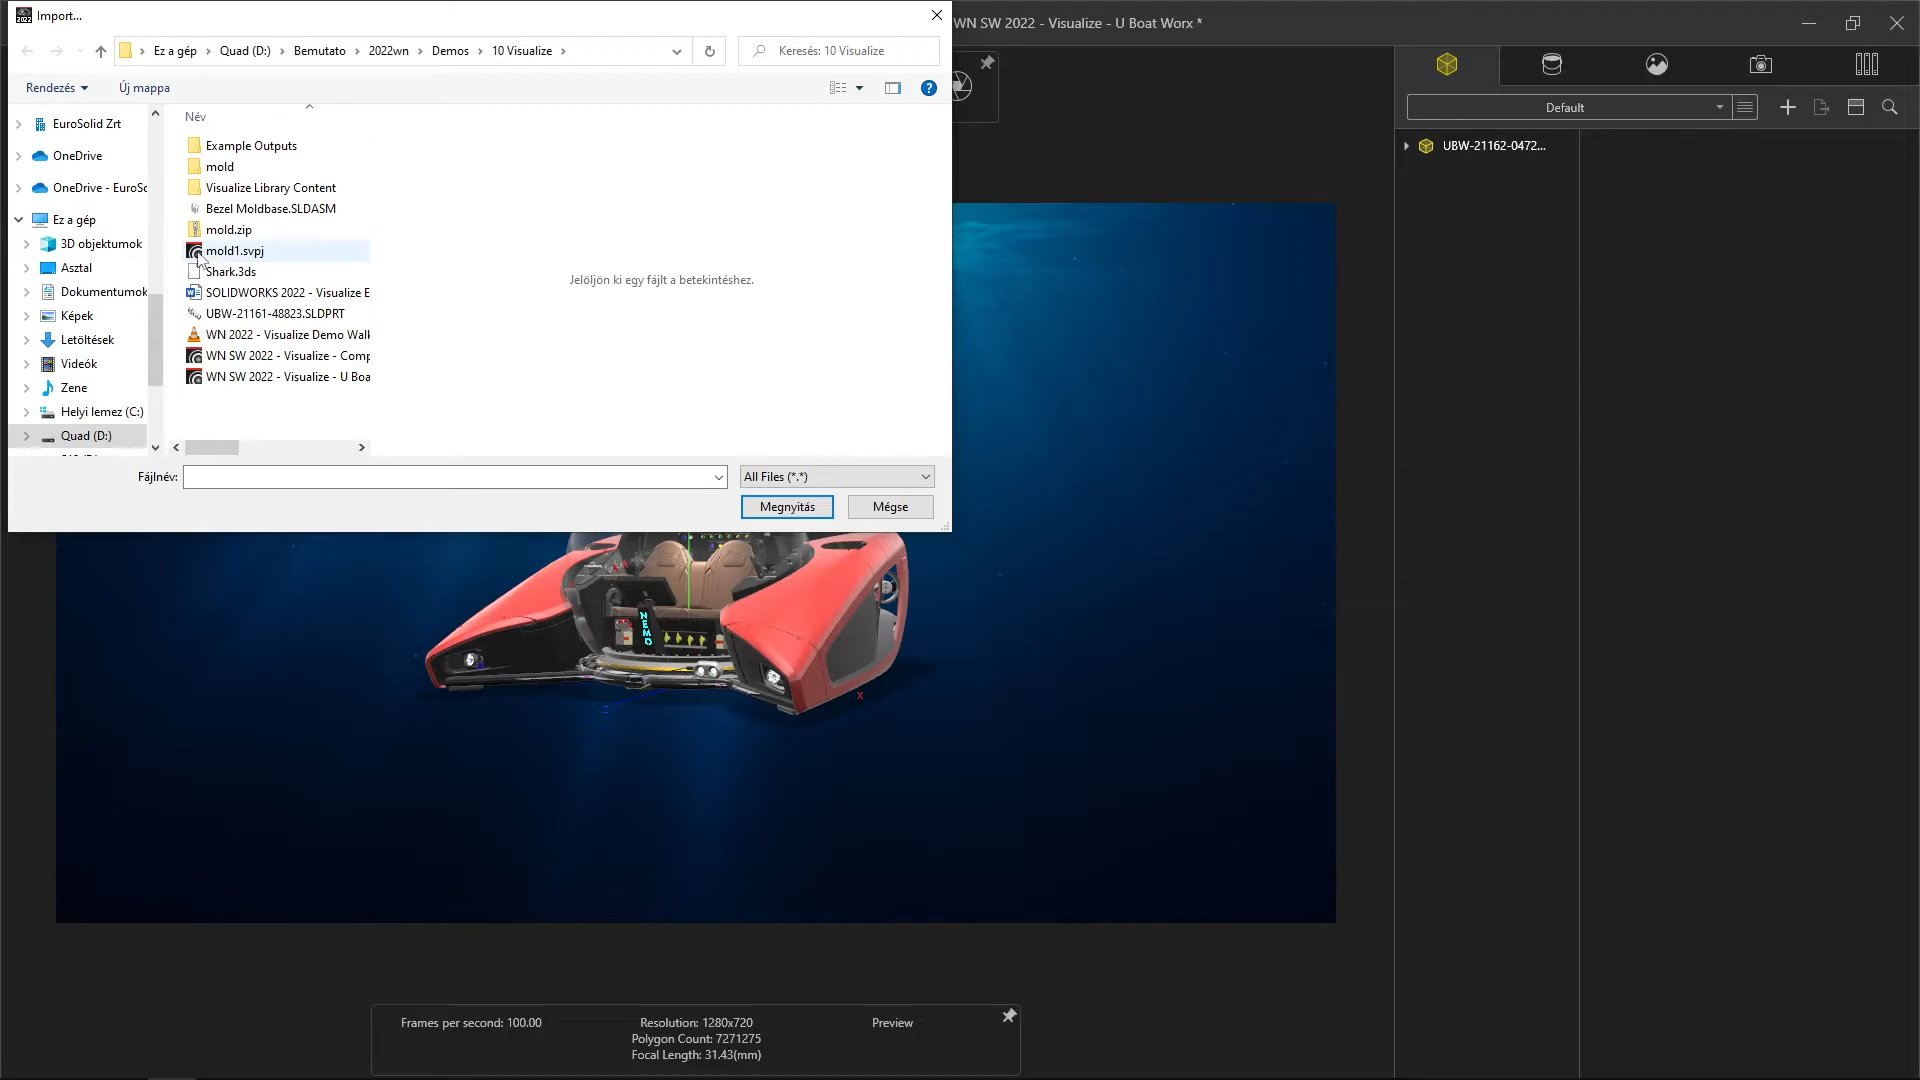 Import...
WN SW 2022 - Visualize - U Boat Worx *
Ez a gép
Quad (D:)
Bemutato
2022wn
Demos
10 Visualize
Keresés: 10 Visualize
Rendezés
Új mappa
Default
EuroSolid Zrt
OneDrive
OneDrive - EuroSo
Ez a gép
3D objektumok
Asztal
Dokumentumok
Képek
Letöltések
Videók
Zene
Helyi lemez (C:)
Quad (D:)
Név
Example Outputs
mold
Visualize Library Content
Bezel Moldbase.SLDASM
mold.zip
mold1.svpj
Shark.3ds
SOLIDWORKS 2022 - Visualize E
UBW-21161-48823.SLDPRT
WN 2022 - Visualize Demo Walk
WN SW 2022 - Visualize - Comp
WN SW 2022 - Visualize - U Boa
Jelöljön ki egy fájlt a betekintéshez.
UBW-21162-0472...
Fájlnév:
All Files (*.*)
Megnyitás
Mégse
NEMO
X
Z
Frames per second: 100.00
Resolution: 1280x720
Preview
Polygon Count: 7271275
Focal Length: 31.43(mm)